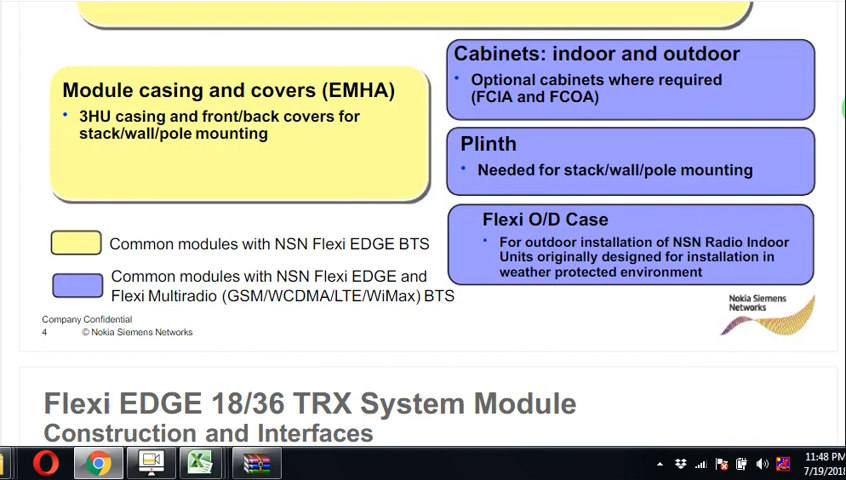 Module casing and covers (EMHA)
• 3HU casing and front/back covers for
stack/wall/pole mounting
Cabinets: indoor and outdoor
• Optional cabinets where required
(FCIA and FCOA)
Plinth
• Needed for stack/wall/pole mounting
Flexi O/D Case
• For outdoor installation of NSN Radio Indoor
Units originally designed for installation in
weather protected environment
Common modules with NSN Flexi EDGE BTS
Common modules with NSN Flexi EDGE and
Flexi Multiradio (GSM/WCDMA/LTE/WiMax) BTS
Company Confidential
4 © Nokia Siemens Networks
Nokia Siemens
Networks
Flexi EDGE 18/36 TRX System Module
Construction and Interfaces
11:48 PM
7/19/2018